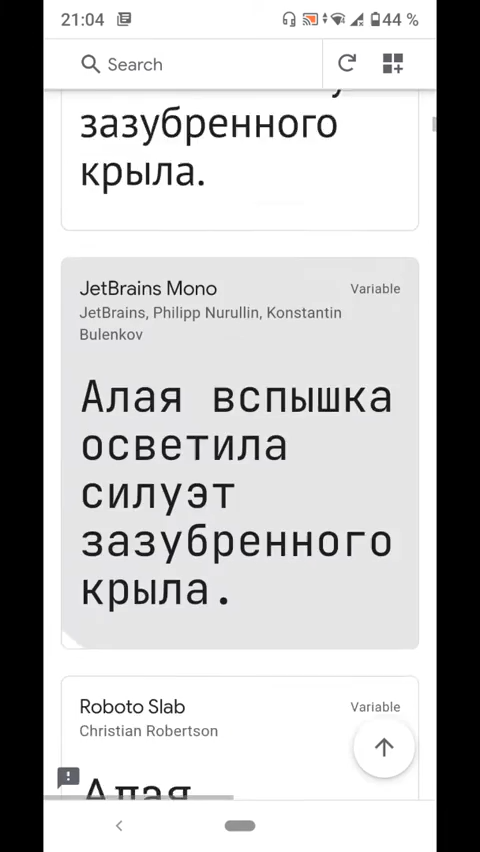 21:04
44 %
Search
зазубренного
крыла.
JetBrains Mono
Variable
JetBrains, Philipp Nurullin, Konstantin
Bulenkov
Алая вспышка
осветила
силуэт
зазубренного
крыла.
Roboto Slab
Variable
Christian Robertson
Алая